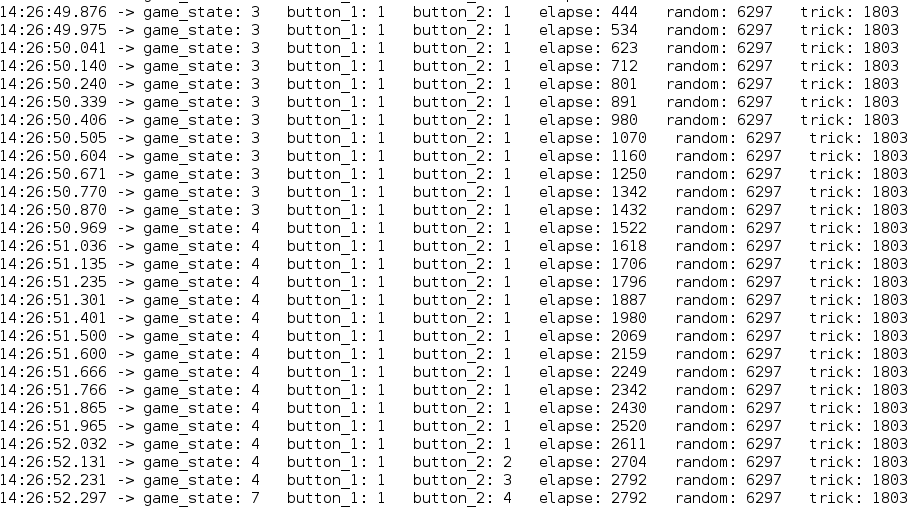 14:26:49.876 -> game_state: 3   button_1: 1   button_2: 1   elapse: 444   random: 6297   trick: 1803
14:26:49.975 -> game_state: 3   button_1: 1   button_2: 1   elapse: 534   random: 6297   trick: 1803
14:26:50.041 -> game_state: 3   button_1: 1   button_2: 1   elapse: 623   random: 6297   trick: 1803
14:26:50.140 -> game_state: 3   button_1: 1   button_2: 1   elapse: 712   random: 6297   trick: 1803
14:26:50.240 -> game_state: 3   button_1: 1   button_2: 1   elapse: 801   random: 6297   trick: 1803
14:26:50.339 -> game_state: 3   button_1: 1   button_2: 1   elapse: 891   random: 6297   trick: 1803
14:26:50.406 -> game_state: 3   button_1: 1   button_2: 1   elapse: 980   random: 6297   trick: 1803
14:26:50.505 -> game_state: 3   button_1: 1   button_2: 1   elapse: 1070   random: 6297   trick: 1803
14:26:50.604 -> game_state: 3   button_1: 1   button_2: 1   elapse: 1160   random: 6297   trick: 1803
14:26:50.671 -> game_state: 3   button_1: 1   button_2: 1   elapse: 1250   random: 6297   trick: 1803
14:26:50.770 -> game_state: 3   button_1: 1   button_2: 1   elapse: 1342   random: 6297   trick: 1803
14:26:50.870 -> game_state: 3   button_1: 1   button_2: 1   elapse: 1432   random: 6297   trick: 1803
14:26:50.969 -> game_state: 4   button_1: 1   button_2: 1   elapse: 1522   random: 6297   trick: 1803
14:26:51.036 -> game_state: 4   button_1: 1   button_2: 1   elapse: 1618   random: 6297   trick: 1803
14:26:51.135 -> game_state: 4   button_1: 1   button_2: 1   elapse: 1706   random: 6297   trick: 1803
14:26:51.235 -> game_state: 4   button_1: 1   button_2: 1   elapse: 1796   random: 6297   trick: 1803
14:26:51.301 -> game_state: 4   button_1: 1   button_2: 1   elapse: 1887   random: 6297   trick: 1803
14:26:51.401 -> game_state: 4   button_1: 1   button_2: 1   elapse: 1980   random: 6297   trick: 1803
14:26:51.500 -> game_state: 4   button_1: 1   button_2: 1   elapse: 2069   random: 6297   trick: 1803
14:26:51.600 -> game_state: 4   button_1: 1   button_2: 1   elapse: 2159   random: 6297   trick: 1803
14:26:51.666 -> game_state: 4   button_1: 1   button_2: 1   elapse: 2249   random: 6297   trick: 1803
14:26:51.766 -> game_state: 4   button_1: 1   button_2: 1   elapse: 2342   random: 6297   trick: 1803
14:26:51.865 -> game_state: 4   button_1: 1   button_2: 1   elapse: 2430   random: 6297   trick: 1803
14:26:51.965 -> game_state: 4   button_1: 1   button_2: 1   elapse: 2520   random: 6297   trick: 1803
14:26:52.032 -> game_state: 4   button_1: 1   button_2: 1   elapse: 2611   random: 6297   trick: 1803
14:26:52.131 -> game_state: 4   button_1: 1   button_2: 2   elapse: 2704   random: 6297   trick: 1803
14:26:52.231 -> game_state: 4   button_1: 1   button_2: 3   elapse: 2792   random: 6297   trick: 1803
14:26:52.297 -> game_state: 7   button_1: 1   button_2: 4   elapse: 2792   random: 6297   trick: 1803